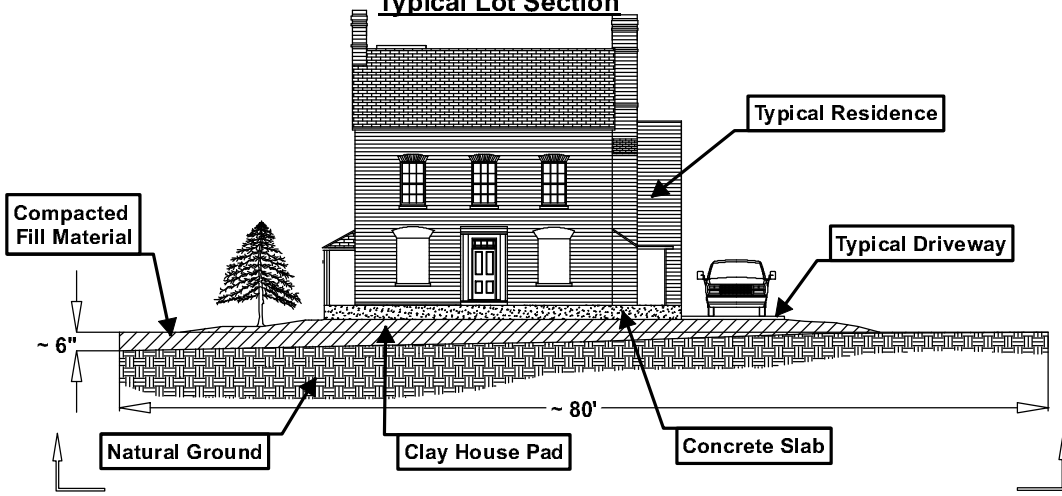 Typical Lot Section
Typical Residence
Compacted
Fill Material
Typical Driveway
~ 6"
~ 80'
Natural Ground
Clay House Pad
Concrete Slab